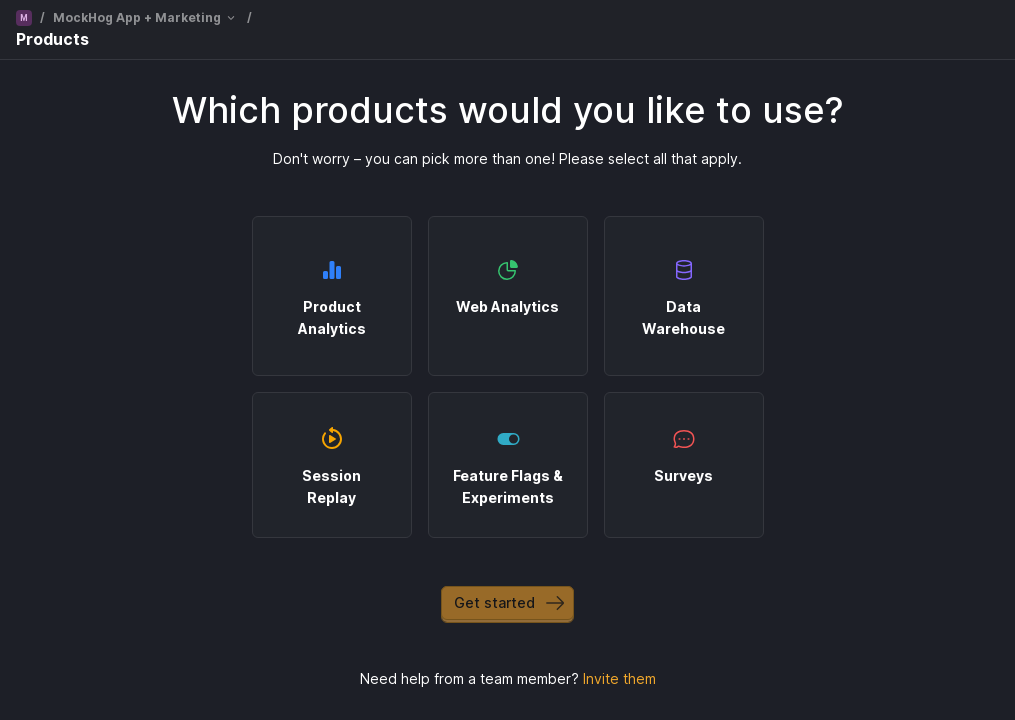 M / MockHog App + Marketing /
Products
Which products would you like to use?
Don't worry – you can pick more than one! Please select all that apply.
Product
Analytics
Web Analytics
Data
Warehouse
Session
Replay
Feature Flags &
Experiments
Surveys
Get started
Need help from a team member? Invite them